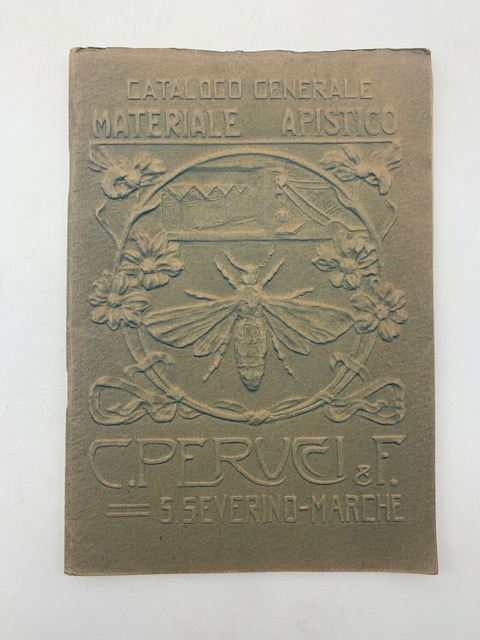 CATALOGO GENERALE
MATERIALE APISTICO
C. PERUCCI & F.
S. SEVERINO-MARCHE